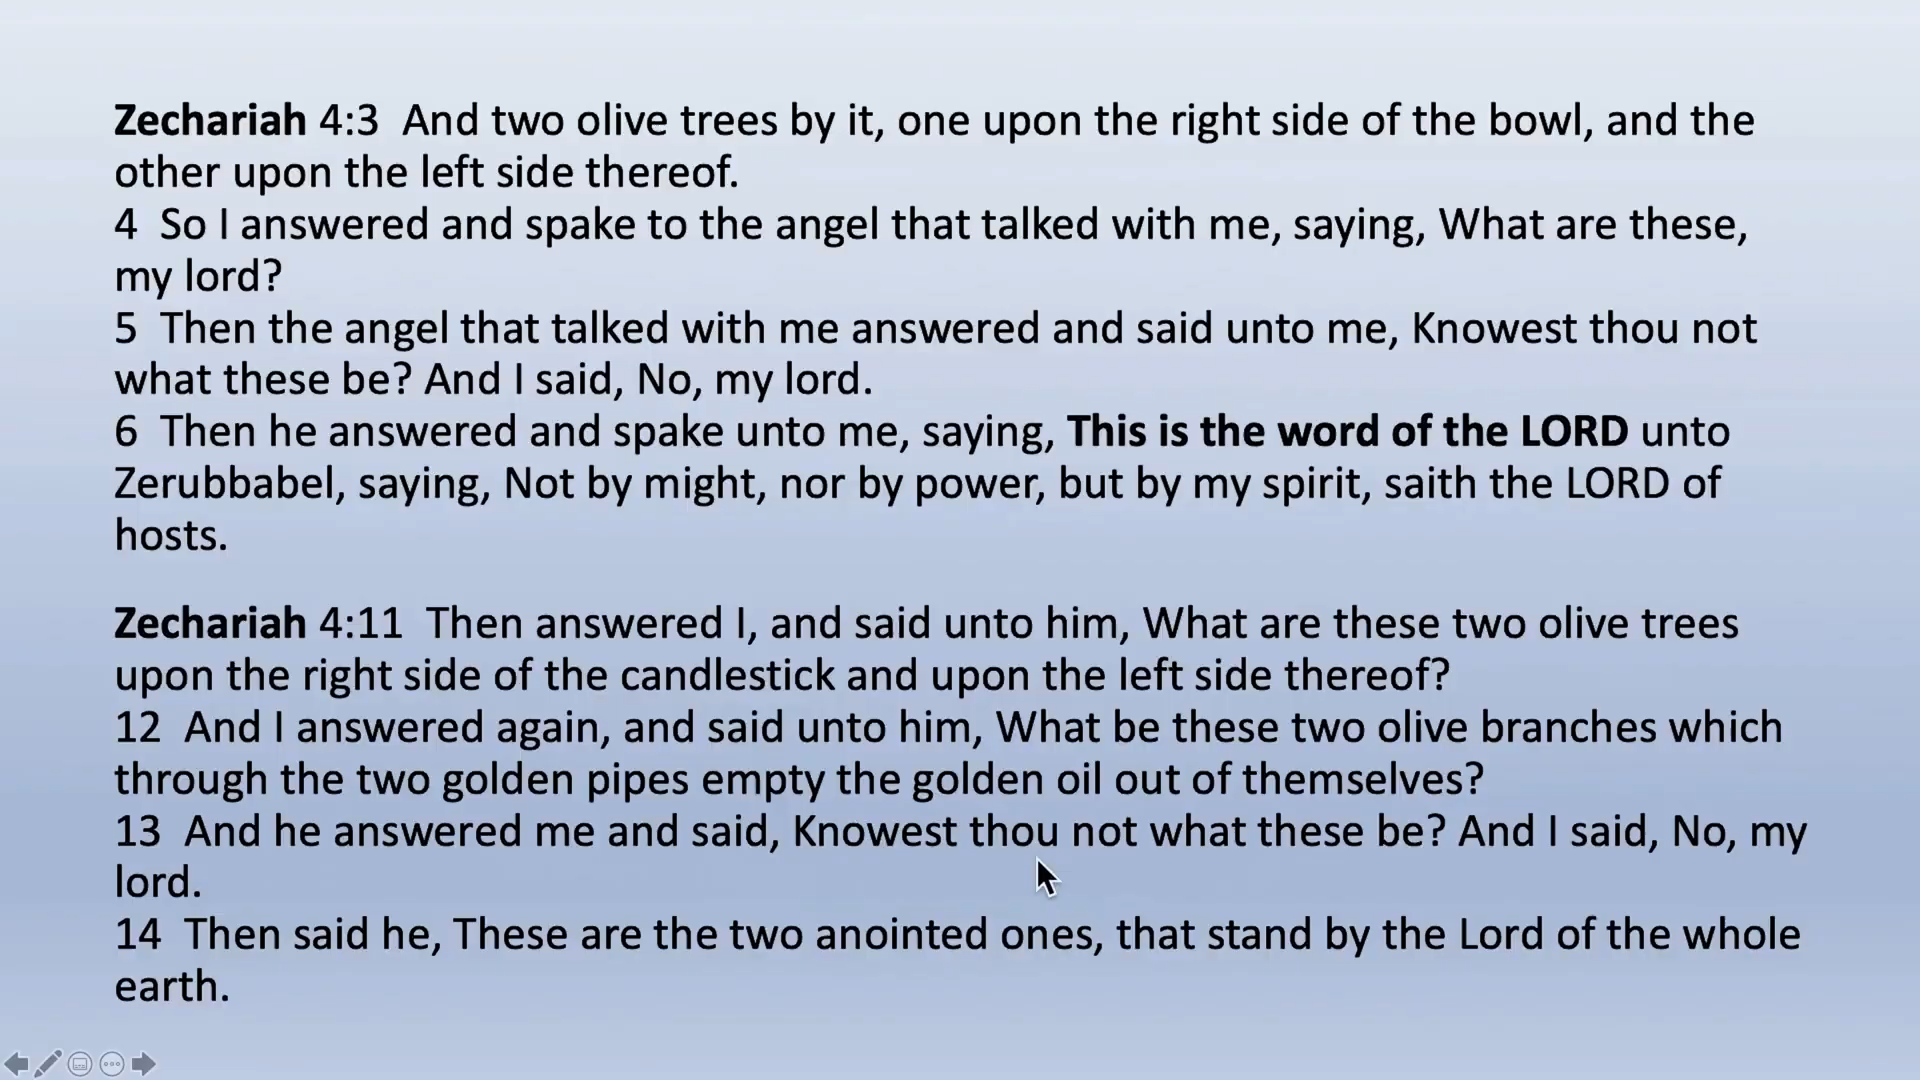 Zechariah 4:3  And two olive trees by it, one upon the right side of the bowl, and the
other upon the left side thereof.
4  So I answered and spake to the angel that talked with me, saying, What are these,
my lord?
5  Then the angel that talked with me answered and said unto me, Knowest thou not
what these be? And I said, No, my lord.
6  Then he answered and spake unto me, saying, This is the word of the LORD unto
Zerubbabel, saying, Not by might, nor by power, but by my spirit, saith the LORD of
hosts.
Zechariah 4:11  Then answered I, and said unto him, What are these two olive trees
upon the right side of the candlestick and upon the left side thereof?
12  And I answered again, and said unto him, What be these two olive branches which
through the two golden pipes empty the golden oil out of themselves?
13  And he answered me and said, Knowest thou not what these be? And I said, No, my
lord.
14  Then said he, These are the two anointed ones, that stand by the Lord of the whole
earth.